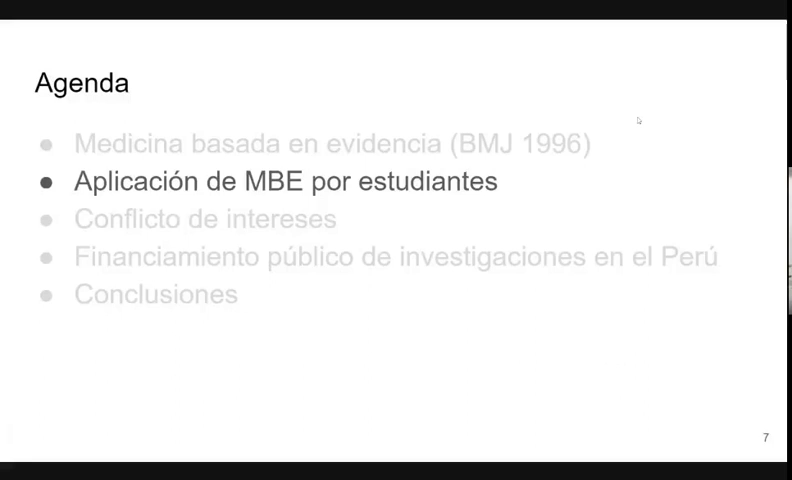 Agenda
● Medicina basada en evidencia (BMJ 1996)
● Aplicación de MBE por estudiantes
● Conflicto de intereses
● Financiamiento público de investigaciones en el Perú
● Conclusiones
7